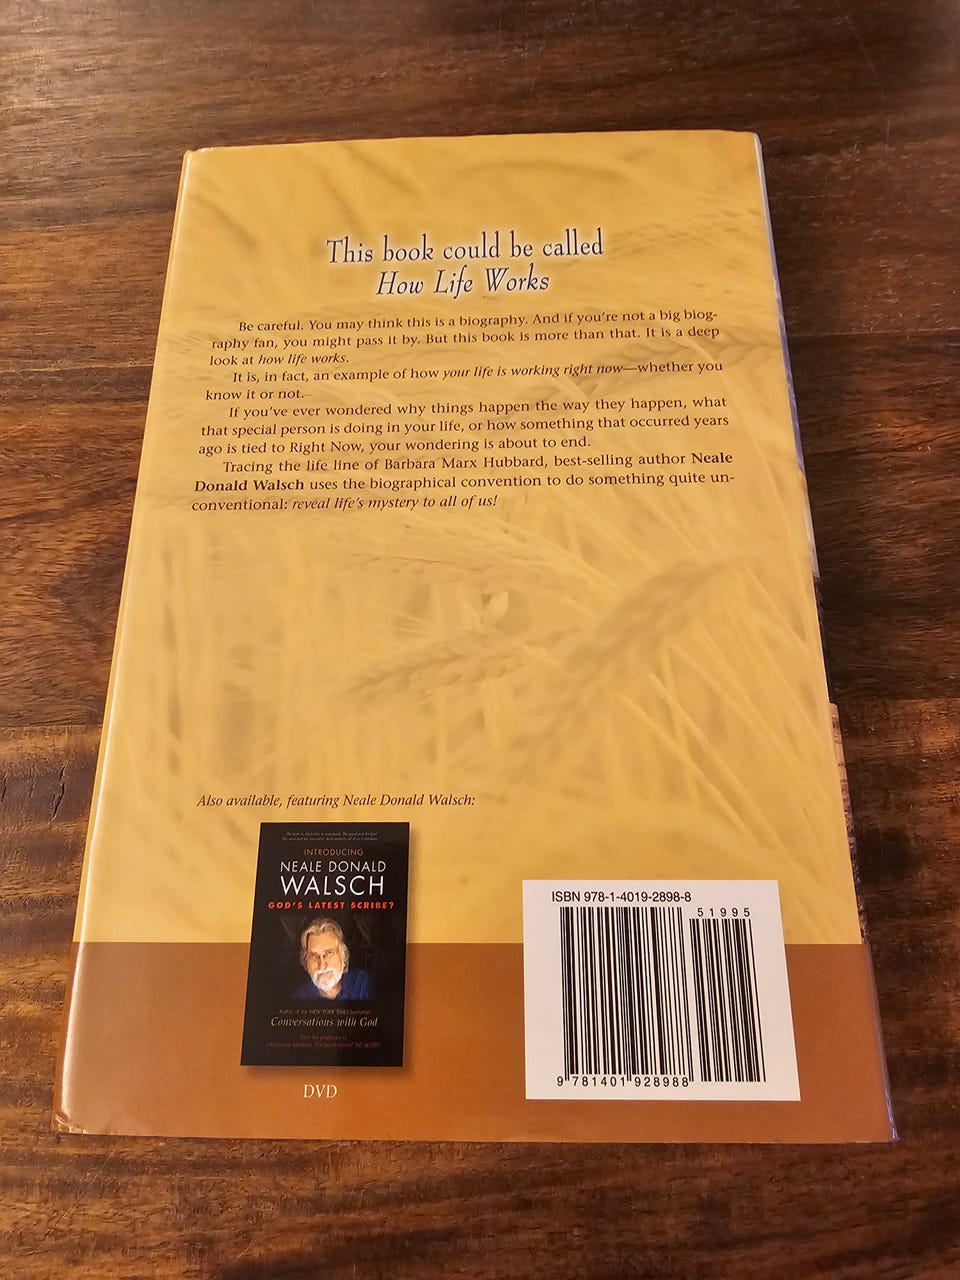 This book could be called
How Life Works
Be careful. You may think this is a biography. And if you're not a big biog-
raphy fan, you might pass it by. But this book is more than that. It is a deep
look at how life works.
It is, in fact, an example of how your life is working right now—whether you
know it or not.
If you've ever wondered why things happen the way they happen, what
that special person is doing in your life, or how something that occurred years
ago is tied to Right Now, your wondering is about to end.
Tracing the life line of Barbara Marx Hubbard, best-selling author Neale
Donald Walsch uses the biographical convention to do something quite un-
conventional: reveal life's mystery to all of us!
Also available, featuring Neale Donald Walsch:
INTRODUCING
NEALE DONALD
WALSCH
GOD'S LATEST SCRIBE?
Author of the NEW YORK TIMES bestseller
Conversations with God
DVD
ISBN 978-1-4019-2898-8
51995
9 781401 928988